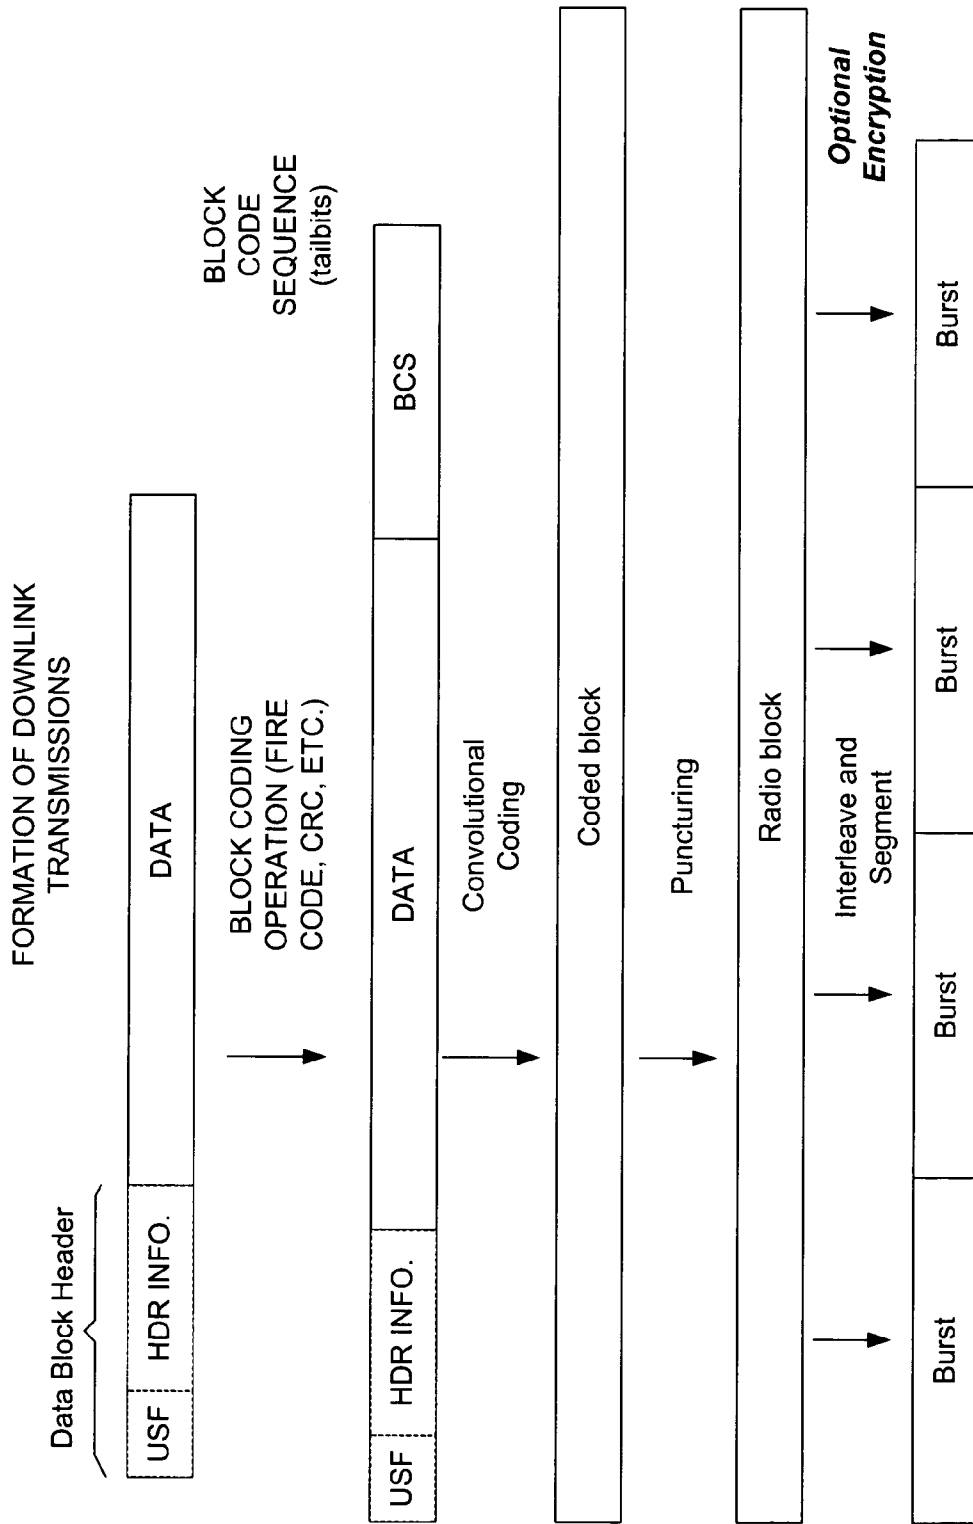 FORMATION OF DOWNLINK
TRANSMISSIONS
Data Block Header
USF
HDR INFO.
DATA
BLOCK CODING
OPERATION (FIRE
CODE, CRC, ETC.)
BLOCK
CODE
SEQUENCE
(tailbits)
USF
HDR INFO.
DATA
BCS
Convolutional
Coding
Coded block
Puncturing
Radio block
Interleave and
Segment
Optional
Encryption
Burst
Burst
Burst
Burst